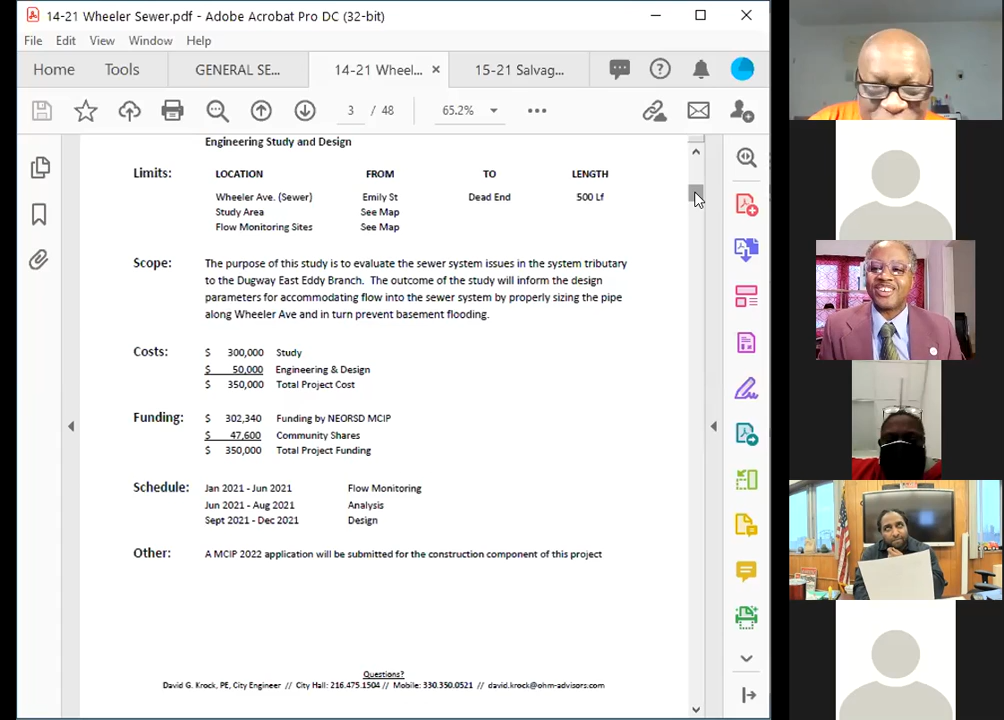 14-21 Wheeler Sewer.pdf - Adobe Acrobat Pro DC (32-bit)
File Edit View Window Help
Home Tools GENERAL SE... 14-21 Wheel... × 15-21 Salvag...
3 / 48 65.2%
Engineering Study and Design
Limits: LOCATION FROM TO LENGTH
Wheeler Ave. (Sewer) Emily St Dead End 500 Lf
Study Area See Map
Flow Monitoring Sites See Map
Scope: The purpose of this study is to evaluate the sewer system issues in the system tributary
to the Dugway East Eddy Branch. The outcome of the study will inform the design
parameters for accommodating flow into the sewer system by properly sizing the pipe
along Wheeler Ave and in turn prevent basement flooding.
Costs: $ 300,000 Study
$ 50,000 Engineering & Design
$ 350,000 Total Project Cost
Funding: $ 302,340 Funding by NEORSD MCIP
$ 47,600 Community Shares
$ 350,000 Total Project Funding
Schedule: Jan 2021 - Jun 2021 Flow Monitoring
Jun 2021 - Aug 2021 Analysis
Sept 2021 - Dec 2021 Design
Other: A MCIP 2022 application will be submitted for the construction component of this project
Questions?
David G. Krock, PE, City Engineer // City Hall: 216.475.1504 // Mobile: 330.350.0521 // david.krock@ohm-advisors.com